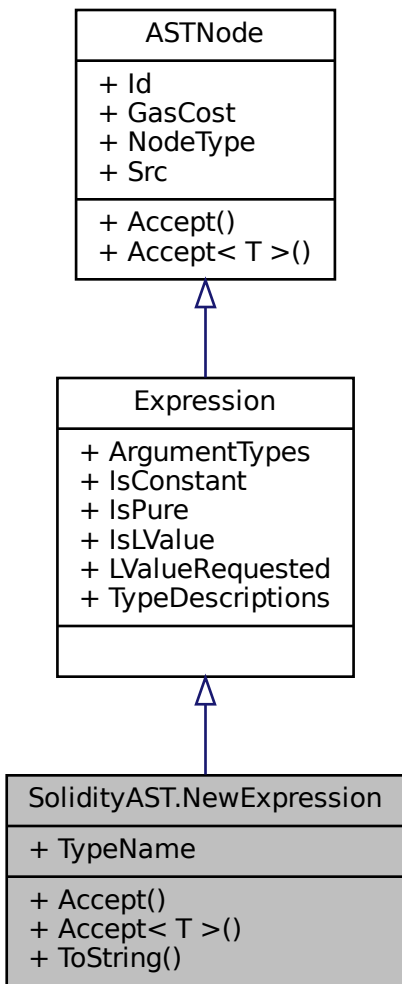 ASTNode
+ Id
+ GasCost
+ NodeType
+ Src
+ Accept()
+ Accept< T >()
Expression
+ ArgumentTypes
+ IsConstant
+ IsPure
+ IsLValue
+ LValueRequested
+ TypeDescriptions
SolidityAST.NewExpression
+ TypeName
+ Accept()
+ Accept< T >()
+ ToString()